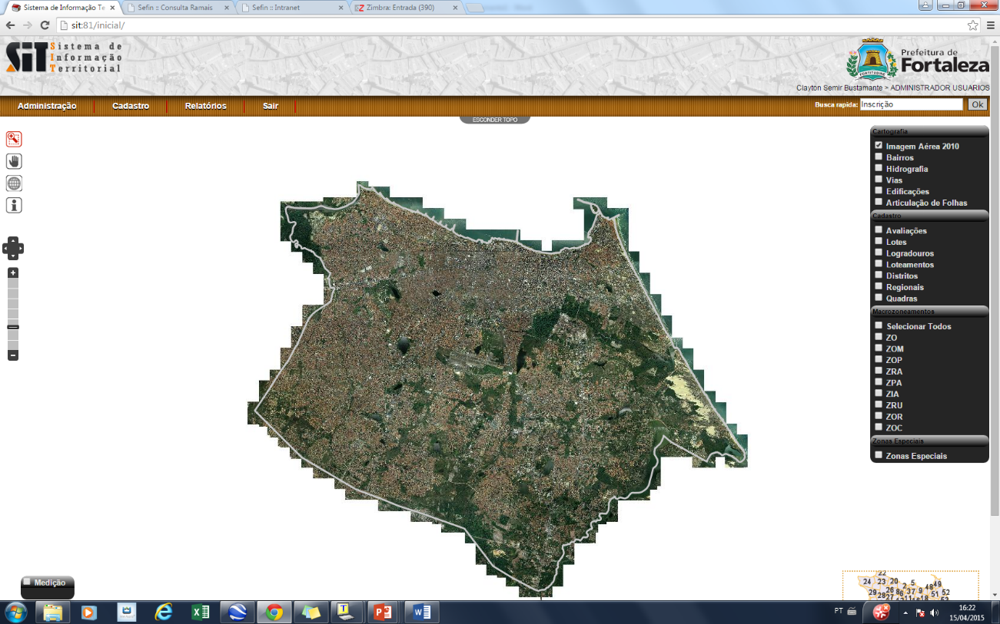 Sistema de Informação Te
Sefin :: Consulta Ramais
Sefin :: Intranet
Zimbra: Entrada (390)
sit:81/inicial/
SiT Sistema de
Informação
Territorial
Prefeitura de
Fortaleza
FORTITUDINE
Clayton Semir Bustamante > ADMINISTRADOR USUARIOS
Administração
Cadastro
Relatórios
Sair
Busca rapida: Inscrição Ok
ESCONDER TOPO
Cartografia
Imagem Aérea 2010
Bairros
Hidrografia
Vias
Edificações
Articulação de Folhas
Cadastro
Avaliações
Lotes
Logradouros
Loteamentos
Distritos
Regionais
Quadras
Macrozoneamentos
Selecionar Todos
ZO
ZOM
ZOP
ZRA
ZPA
ZIA
ZRU
ZOR
ZOC
Zonas Especiais
Zonas Especiais
Medição
22
24 23 20 2 5 48 49
29 28 26 86 37 9 18 51 52
PT
16:22
15/04/2015